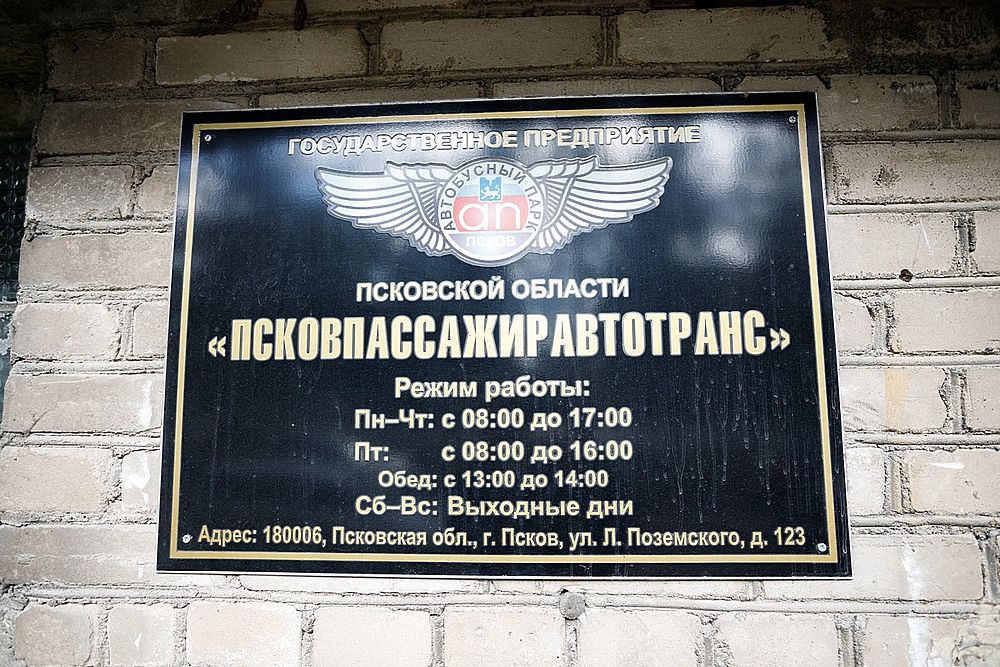 ГОСУДАРСТВЕННОЕ ПРЕДПРИЯТИЕ
АВТОБУСНЫЙ ПАРК
ап
ПСКОВ
ПСКОВСКОЙ ОБЛАСТИ
«ПСКОВПАССАЖИРАВТОТРАНС»
Режим работы:
Пн–Чт: с 08:00 до 17:00
Пт: с 08:00 до 16:00
Обед: с 13:00 до 14:00
Сб–Вс: Выходные дни
Адрес: 180006, Псковская обл., г. Псков, ул. Л. Поземского, д. 123